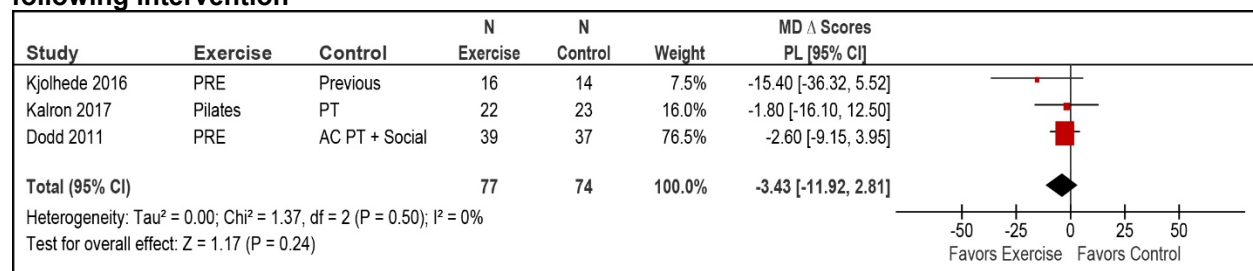 following intervention
N N MD Δ Scores
Study Exercise Control Exercise Control Weight PL [95% CI]
Kjolhede 2016 PRE Previous 16 14 7.5% -15.40 [-36.32, 5.52]
Kalron 2017 Pilates PT 22 23 16.0% -1.80 [-16.10, 12.50]
Dodd 2011 PRE AC PT + Social 39 37 76.5% -2.60 [-9.15, 3.95]
Total (95% CI) 77 74 100.0% -3.43 [-11.92, 2.81]
Heterogeneity: Tau² = 0.00; Chi² = 1.37, df = 2 (P = 0.50); I² = 0%
Test for overall effect: Z = 1.17 (P = 0.24)
-50 -25 0 25 50
Favors Exercise Favors Control